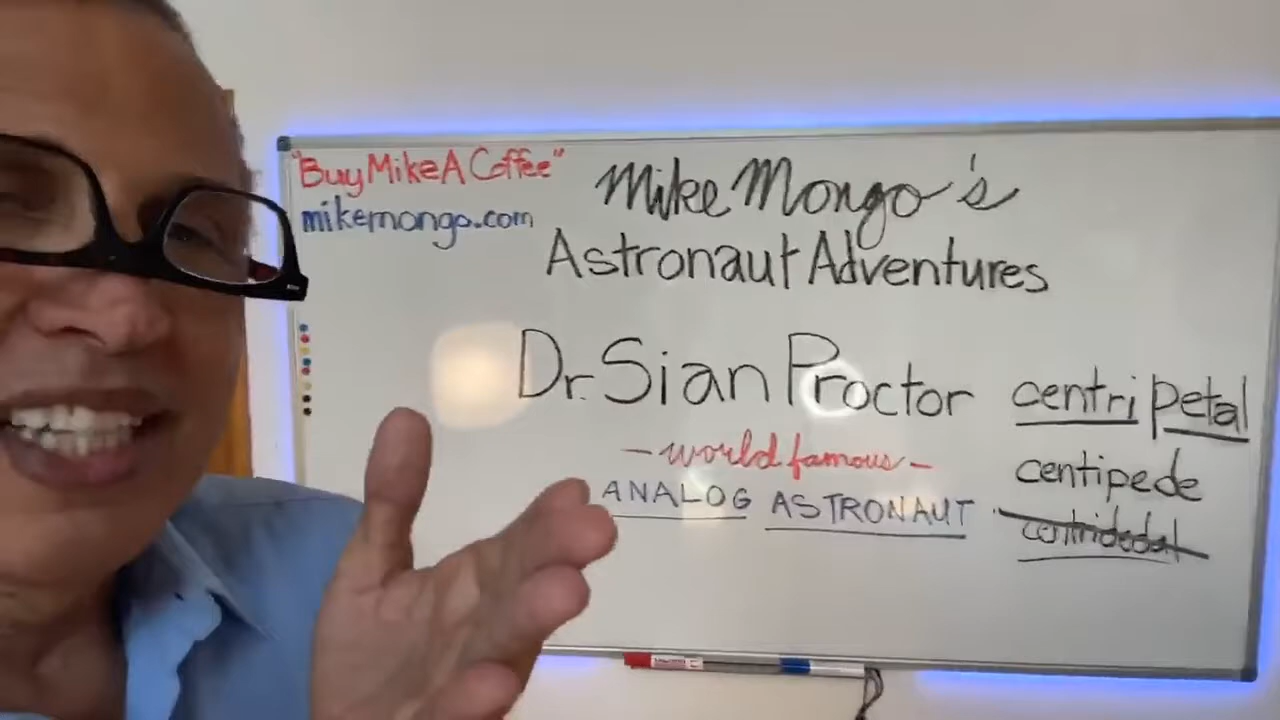 "Buy Mike A Coffee"
mikemongo.com
Mike Mongo's
Astronaut Adventures
Dr. Sian Proctor
- world famous -
ANALOG ASTRONAUT
centripetal
centipede